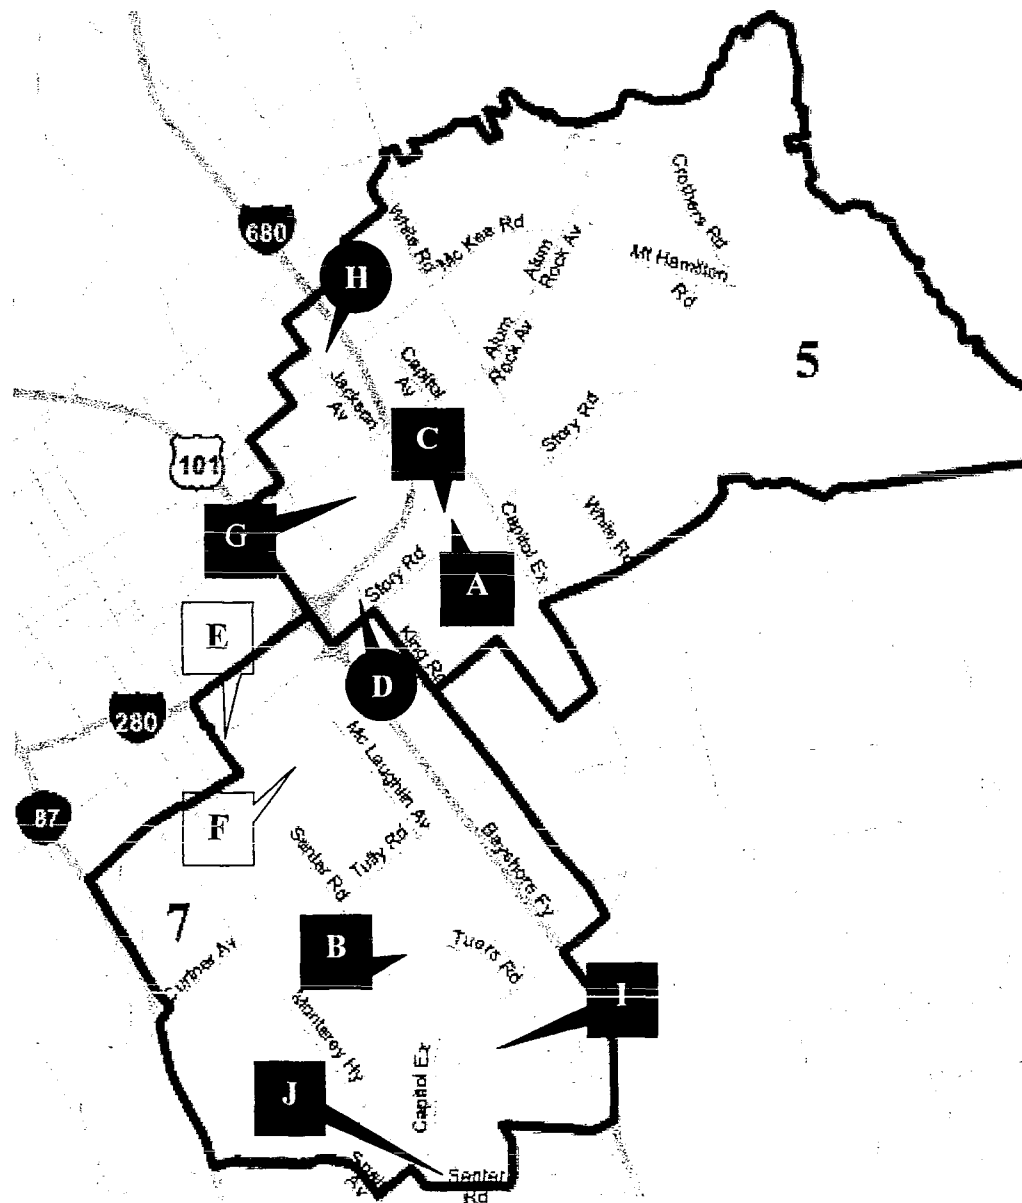 680
Crothers Rd
White Rd
Mc Kee Rd
Alum
Rock Av
Mt Hamilton
Rd
H
Alum
Rock Av
5
Capitol
Av
Jackson
Av
C
Story Rd
101
G
Capitol Ex
White Rd
Story Rd
A
E
King Rd
D
280
Mc Laughlin Av
87
F
Senter Rd
Tully Rd
Bayshore Fy
7
B
Tuers Rd
Curtner Av
I
Monterey Hy
Capitol Ex
J
Senter
Rd